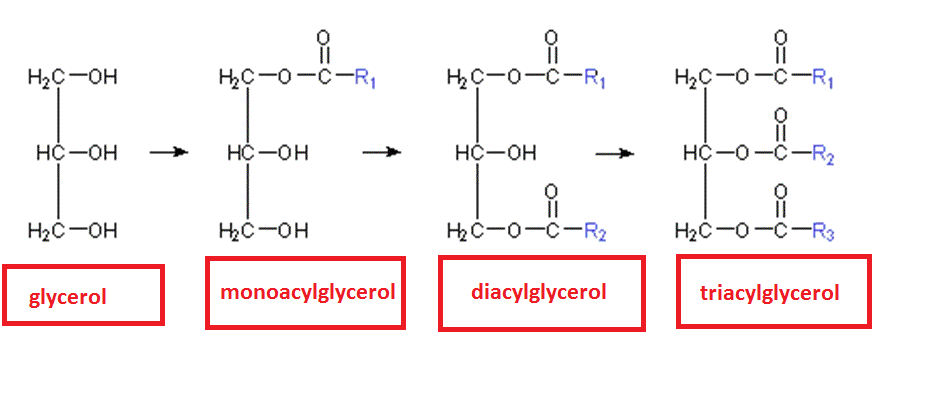 O O O
H₂C—OH H₂C—O—C—R₁ H₂C—O—C—R₁ H₂C—O—C—R₁
O
HC—OH HC—OH HC—OH HC—O—C—R₂
O O
H₂C—OH H₂C—OH H₂C—O—C—R₂ H₂C—O—C—R₃
glycerol monoacylglycerol diacylglycerol triacylglycerol